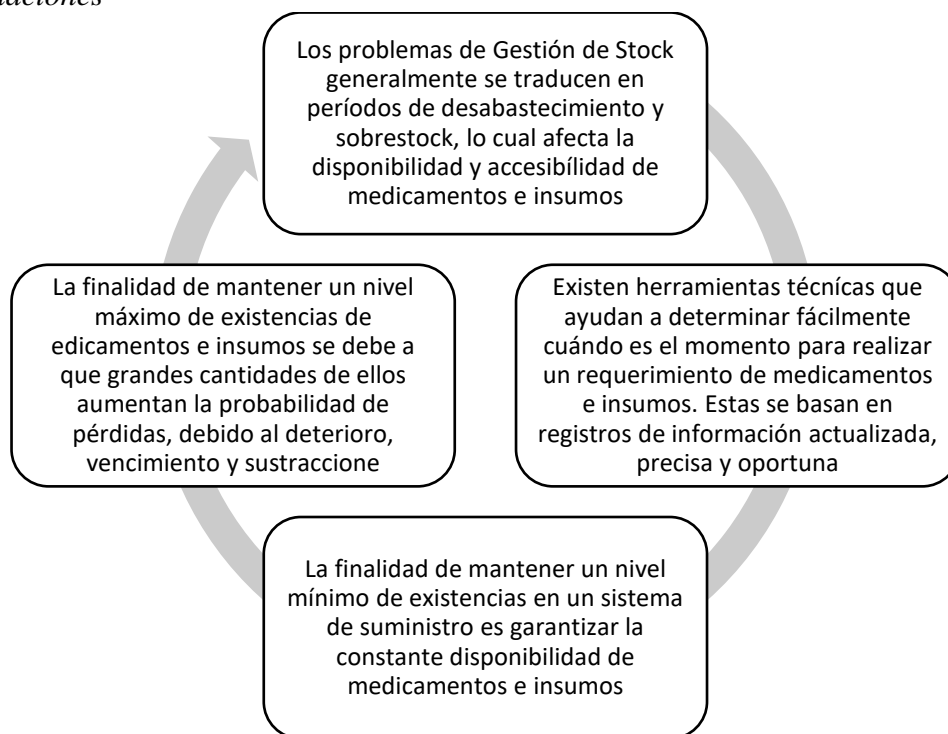 Los problemas de Gestión de Stock
generalmente se traducen en
períodos de desabastecimiento y
sobrestock, lo cual afecta la
disponibilidad y accesibílidad de
medicamentos e insumos
Existen herramientas técnícas que
ayudan a determinar fácilmente
cuándo es el momento para realizar
un requerimiento de medicamentos
e insumos. Estas se basan en
registros de información actualizada,
precisa y oportuna
La finalidad de mantener un nivel
mínimo de existencias en un sistema
de suministro es garantizar la
constante disponibilidad de
medicamentos e insumos
La finalidad de mantener un nivel
máximo de existencias de
edicamentos e insumos se debe a
que grandes cantidades de ellos
aumentan la probabilidad de
pérdidas, debido al deterioro,
vencimiento y sustraccione